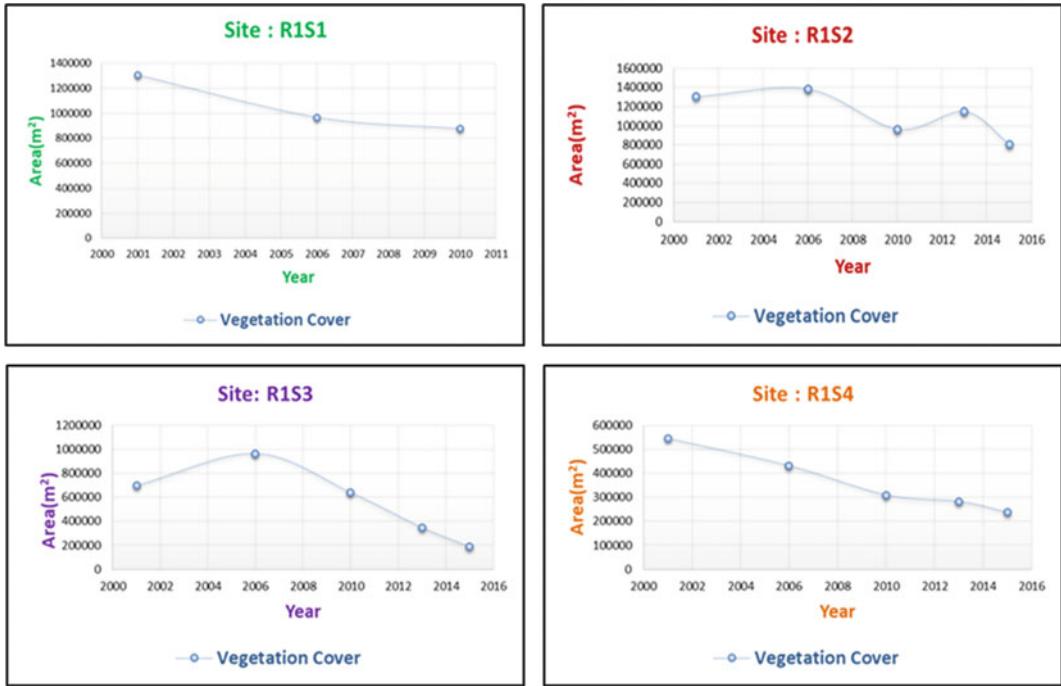 Site : R1S1
Area(m²)
1400000
1200000
1000000
800000
600000
400000
200000
0
2000 2001 2002 2003 2004 2005 2006 2007 2008 2009 2010 2011
Year
Vegetation Cover
Site : R1S2
Area(m²)
1600000
1400000
1200000
1000000
800000
600000
400000
200000
0
2000 2002 2004 2006 2008 2010 2012 2014 2016
Year
Vegetation Cover
Site: R1S3
Area(m²)
1200000
1000000
800000
600000
400000
200000
0
2000 2002 2004 2006 2008 2010 2012 2014 2016
Year
Vegetation Cover
Site : R1S4
Area(m²)
600000
500000
400000
300000
200000
100000
0
2000 2002 2004 2006 2008 2010 2012 2014 2016
Year
Vegetation Cover